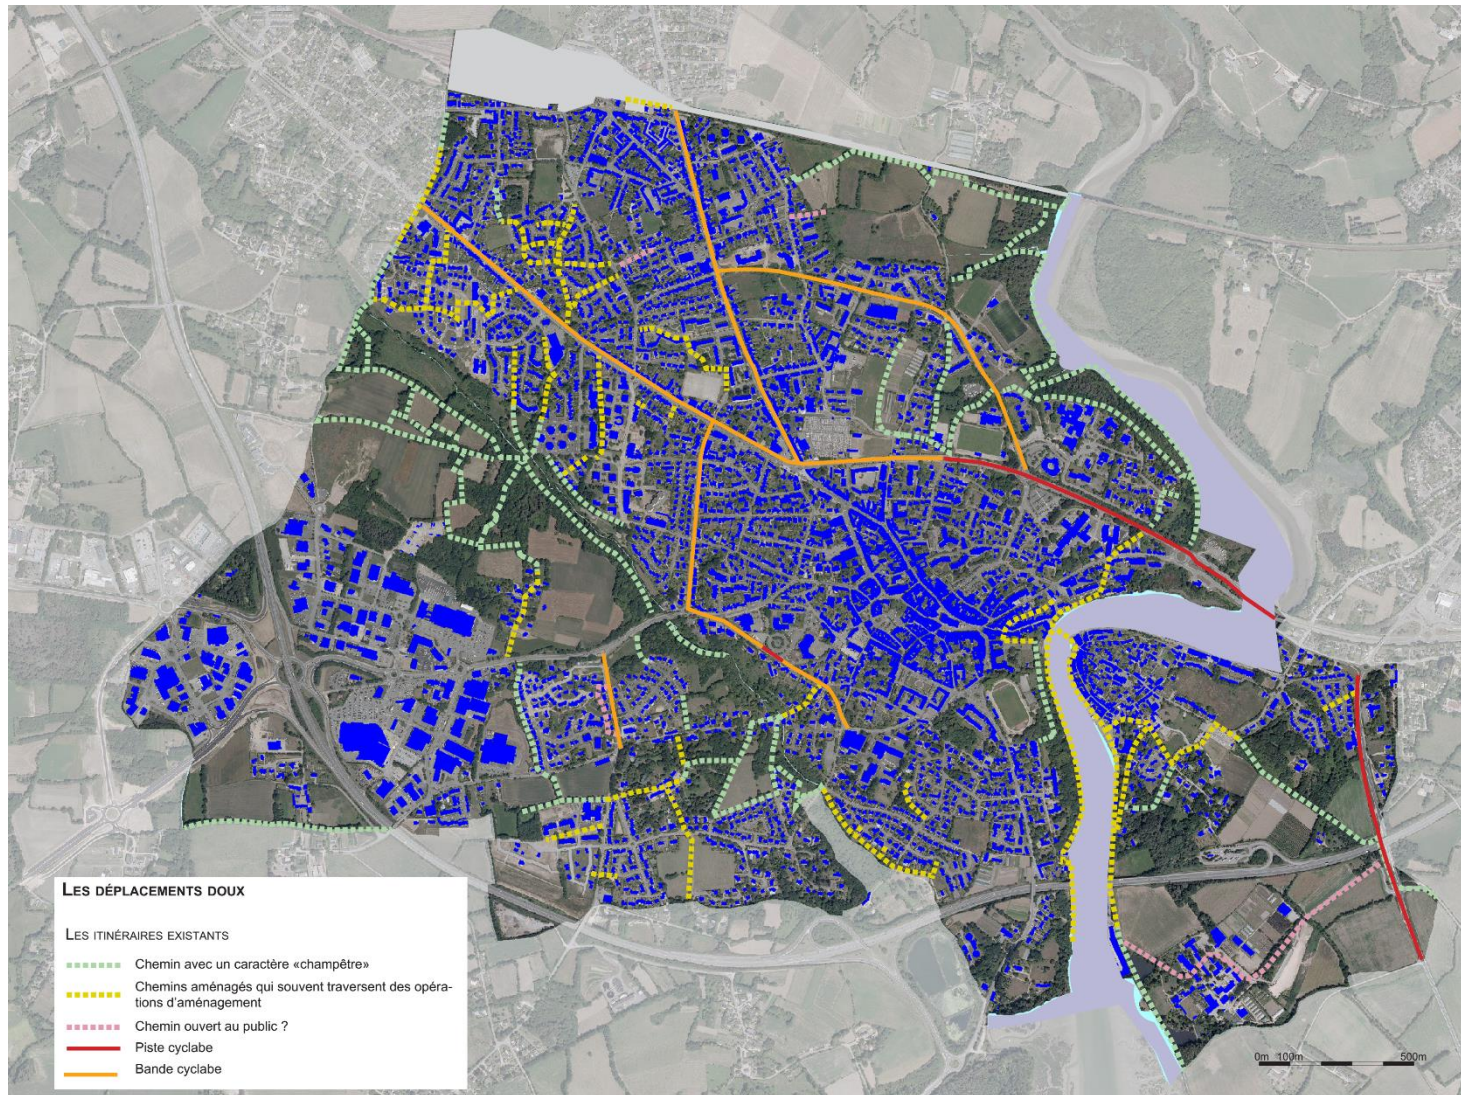 LES DÉPLACEMENTS DOUX
LES ITINÉRAIRES EXISTANTS
Chemin avec un caractère «champêtre»
Chemins aménagés qui souvent traversent des opéra-
tions d'aménagement
Chemin ouvert au public ?
Piste cyclabe
Bande cyclabe
0m 100m 500m